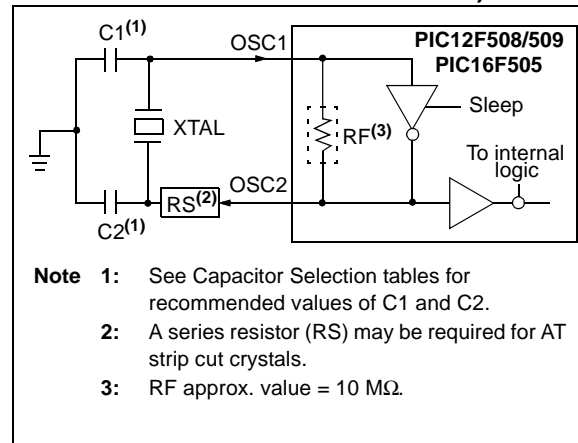 C1(1)
OSC1
PIC12F508/509
PIC16F505
Sleep
XTAL
RF(3)
To internal
logic
OSC2
RS(2)
C2(1)
Note 1: See Capacitor Selection tables for
recommended values of C1 and C2.
2: A series resistor (RS) may be required for AT
strip cut crystals.
3: RF approx. value = 10 MΩ.